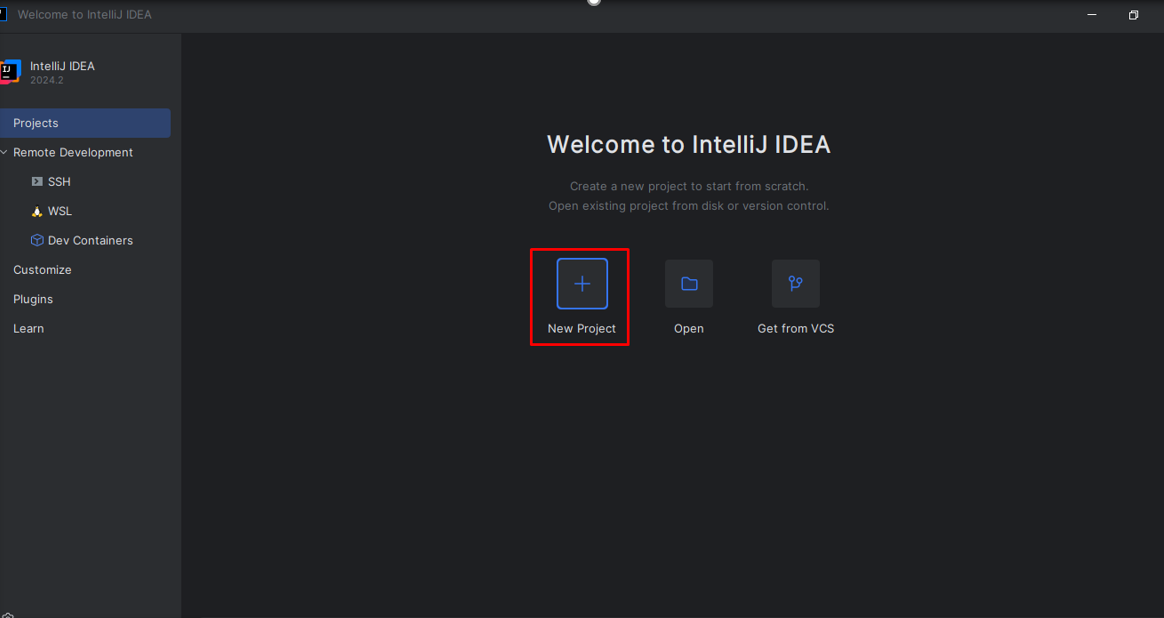 Welcome to IntelliJ IDEA
IntelliJ IDEA
2024.2
Projects
Remote Development
SSH
WSL
Dev Containers
Customize
Plugins
Learn
Welcome to IntelliJ IDEA
Create a new project to start from scratch.
Open existing project from disk or version control.
New Project
Open
Get from VCS